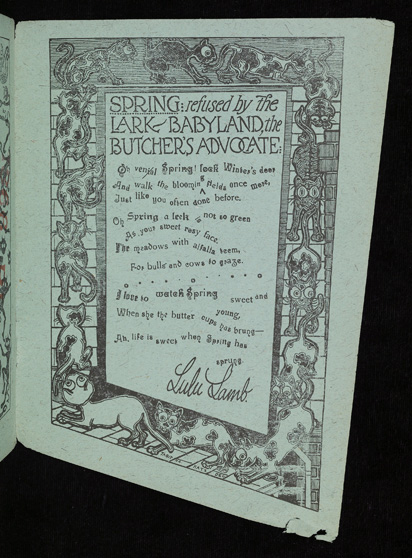 SPRING: refused by The
LARK- BABYLAND, the
BUTCHER'S ADVOCATE:
Oh venial Spring! lock Winter's door
And walk the bloomin fields once more,
g
Just like you often done before.
Oh Spring a leek is not so green
As your sweet rosy face.
The meadows with alfalfa teem,
For bulls and cows to graze.
I love to watch Spring sweet and
young,
When she the butter cups has brung—
Ah, life is sweet when Spring has
sprung.
Lulu Lamb.